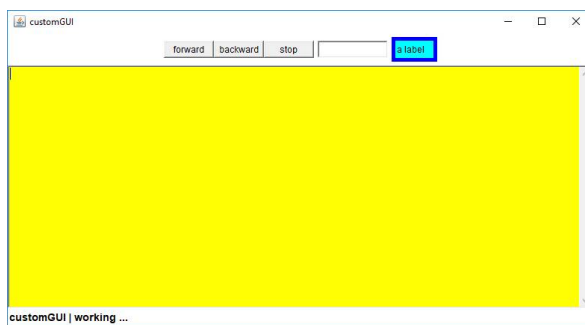 customGUI
forward backward stop a label
customGUI | working ...